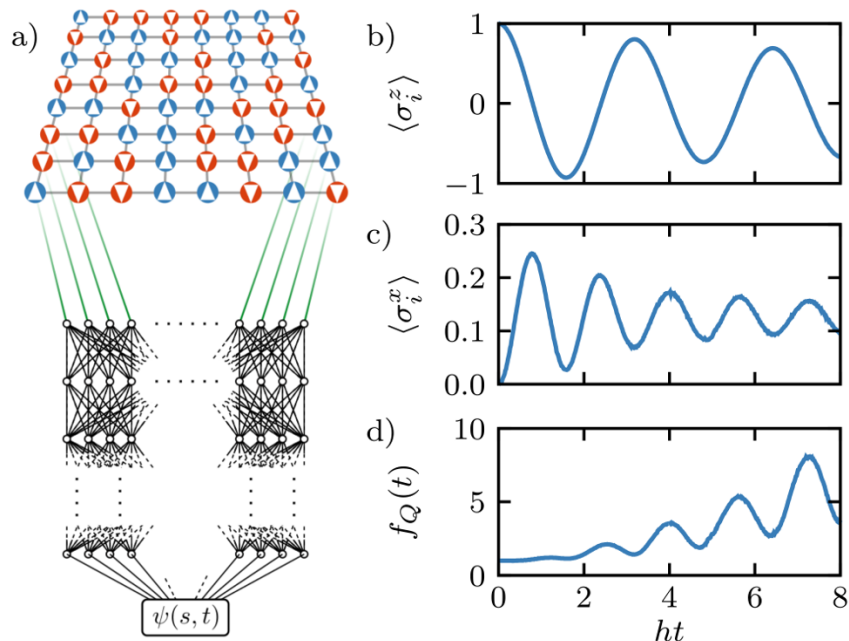 a)
ψ(s, t)
b)
⟨σ_i^z⟩
1
0
−1
c)
⟨σ_i^x⟩
0.3
0.2
0.1
0.0
d)
f_Q(t)
10
5
0
0 2 4 6 8
ht